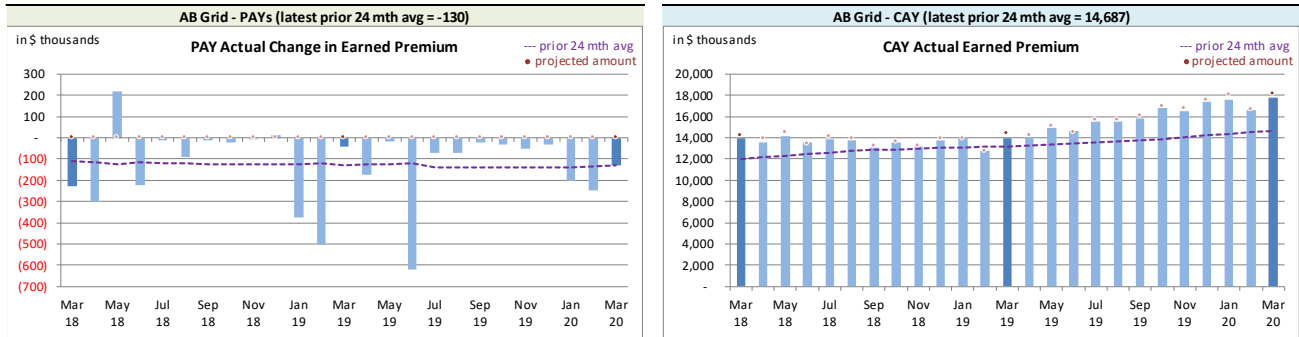 AB Grid - PAYs (latest prior 24 mth avg = -130)
in $ thousands
PAY Actual Change in Earned Premium
--- prior 24 mth avg
• projected amount
300
200
100
-
(100)
(200)
(300)
(400)
(500)
(600)
(700)
Mar 18
May 18
Jul 18
Sep 18
Nov 18
Jan 19
Mar 19
May 19
Jul 19
Sep 19
Nov 19
Jan 20
Mar 20
AB Grid - CAY (latest prior 24 mth avg = 14,687)
in $ thousands
CAY Actual Earned Premium
--- prior 24 mth avg
• projected amount
20,000
18,000
16,000
14,000
12,000
10,000
8,000
6,000
4,000
2,000
-
Mar 18
May 18
Jul 18
Sep 18
Nov 18
Jan 19
Mar 19
May 19
Jul 19
Sep 19
Nov 19
Jan 20
Mar 20